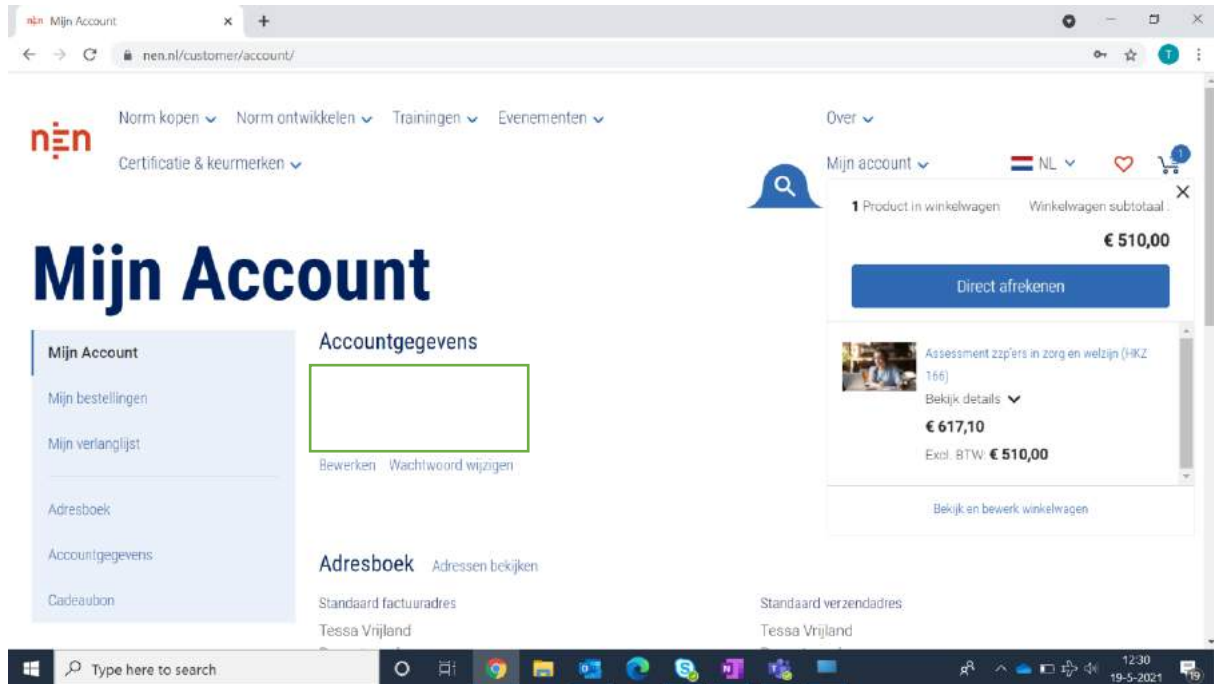 nen Mijn Account
nen.nl/customer/account/
T
nen
Norm kopen Norm ontwikkelen Trainingen Evenementen
Certificatie & keurmerken
Over
Mijn account
NL
1
1 Product in winkelwagen Winkelwagen subtotaal :
€ 510,00
Direct afrekenen
Assessment zzp'ers in zorg en welzijn (HKZ
166)
Bekijk details
€ 617,10
Excl. BTW: € 510,00
Bekijk en bewerk winkelwagen
Mijn Account
Mijn Account
Mijn bestellingen
Mijn verlanglijst
Adresboek
Accountgegevens
Cadeaubon
Accountgegevens
Bewerken Wachtwoord wijzigen
Adresboek Adressen bekijken
Standaard factuuradres
Tessa Vrijland
Standaard verzendadres
Tessa Vrijland
Type here to search
12:30
19-5-2021
19